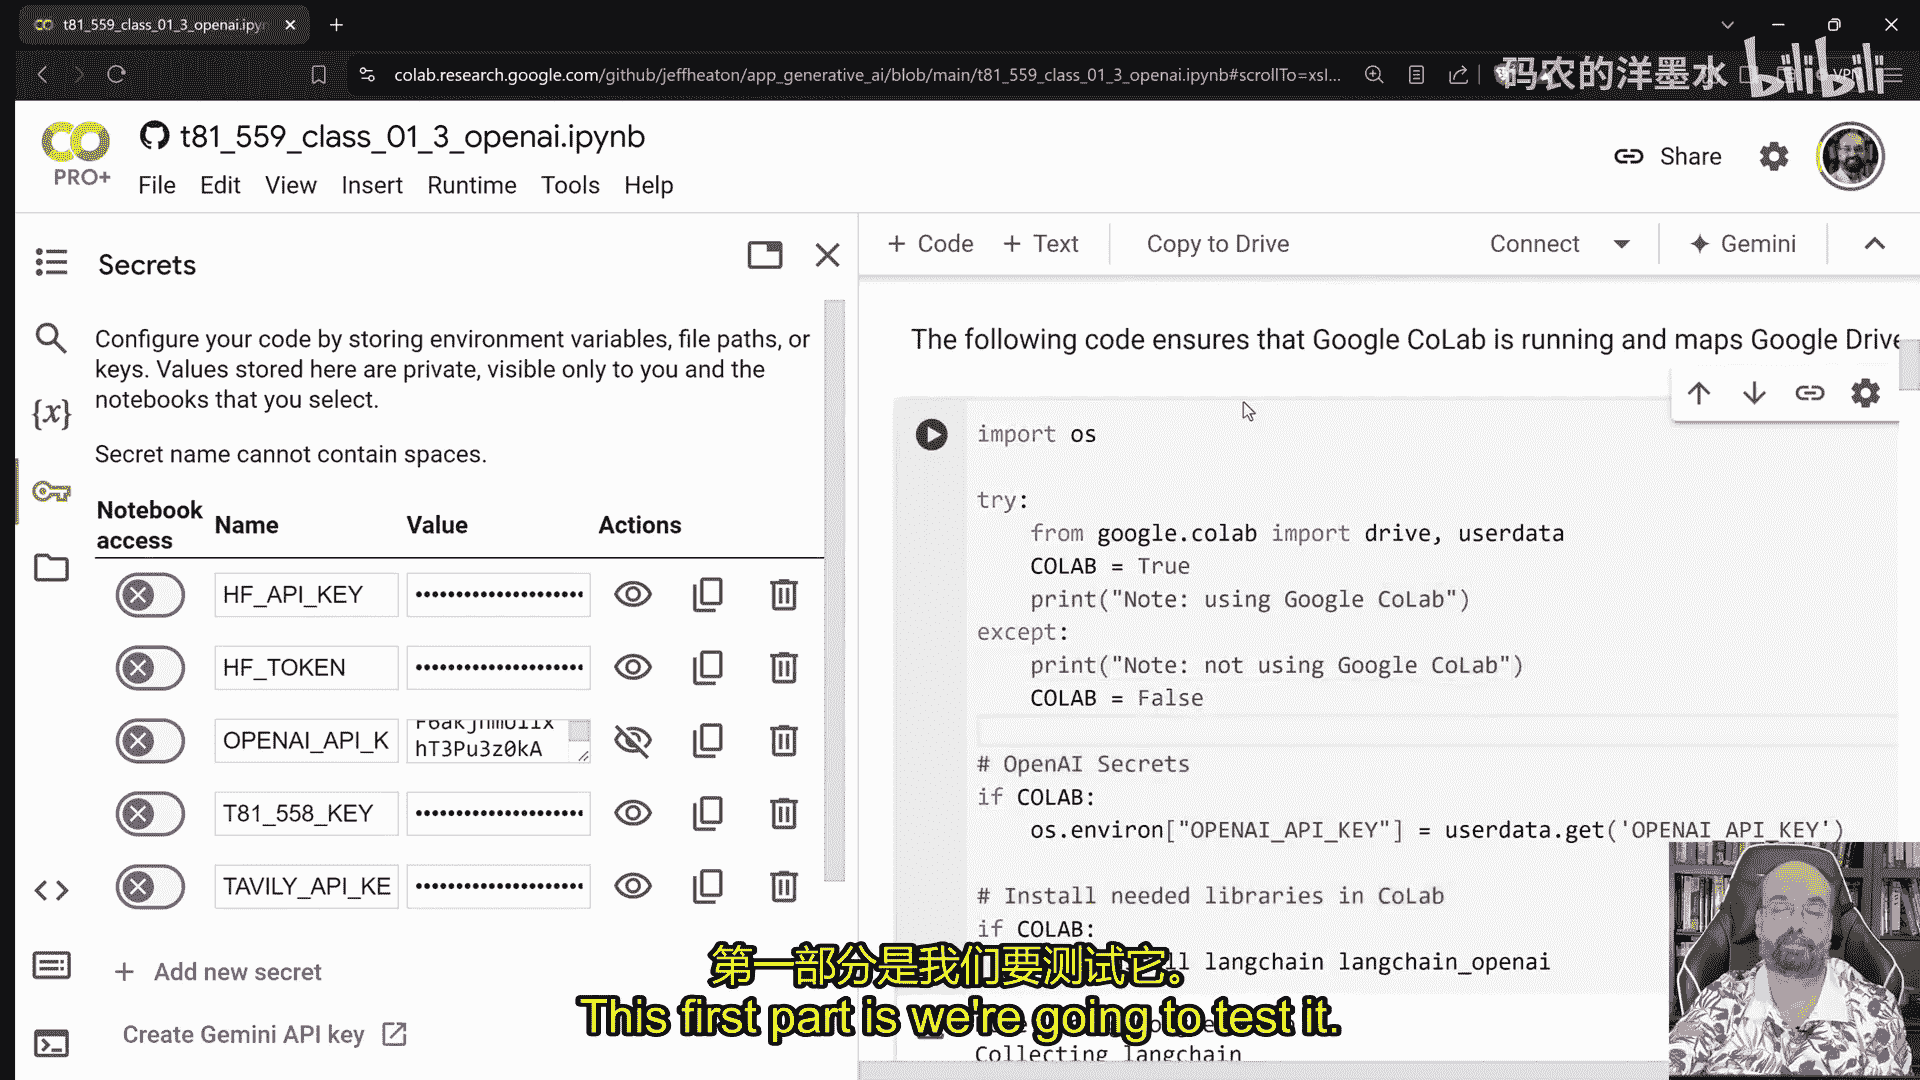 t81_559_class_01_3_openai.ipy
colab.research.google.com/github/jeffheaton/app_generative_ai/blob/main/t81_559_class_01_3_openai.ipynb#scrollTo=xsI...
码农的洋墨水 bilibili
VPN
PRO+
t81_559_class_01_3_openai.ipynb
File Edit View Insert Runtime Tools Help
Share
Secrets
Configure your code by storing environment variables, file paths, or
keys. Values stored here are private, visible only to you and the
notebooks that you select.
Secret name cannot contain spaces.
Notebook access Name Value Actions
HF_API_KEY
HF_TOKEN
OPENAI_API_K
T81_558_KEY
TAVILY_API_KE
+ Add new secret
Create Gemini API key
+ Code + Text Copy to Drive Connect Gemini
The following code ensures that Google CoLab is running and maps Google Drive
import os
try:
from google.colab import drive, userdata
COLAB = True
print("Note: using Google CoLab")
except:
print("Note: not using Google CoLab")
COLAB = False
# OpenAI Secrets
if COLAB:
os.environ["OPENAI_API_KEY"] = userdata.get('OPENAI_API_KEY')
# Install needed libraries in CoLab
if COLAB:
langchain langchain_openai
Collecting langchain
第一部分是我们要测试它。
This first part is we're going to test it.